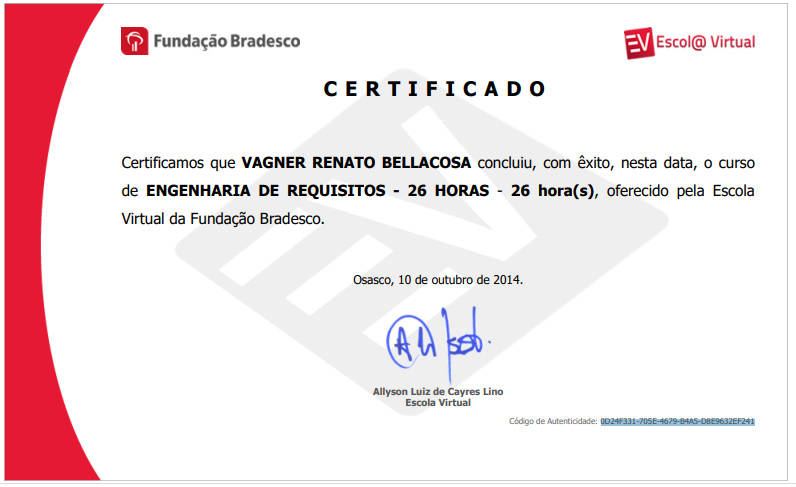 Fundação Bradesco
EV Escol@ Virtual
CERTIFICADO
Certificamos que VAGNER RENATO BELLACOSA concluiu, com êxito, nesta data, o curso
de ENGENHARIA DE REQUISITOS - 26 HORAS - 26 hora(s), oferecido pela Escola
Virtual da Fundação Bradesco.
Osasco, 10 de outubro de 2014.
Allyson Luiz de Cayres Lino
Escola Virtual
Código de Autenticidade: 0D24F331-705E-4679-B4A5-D8E9632EF241